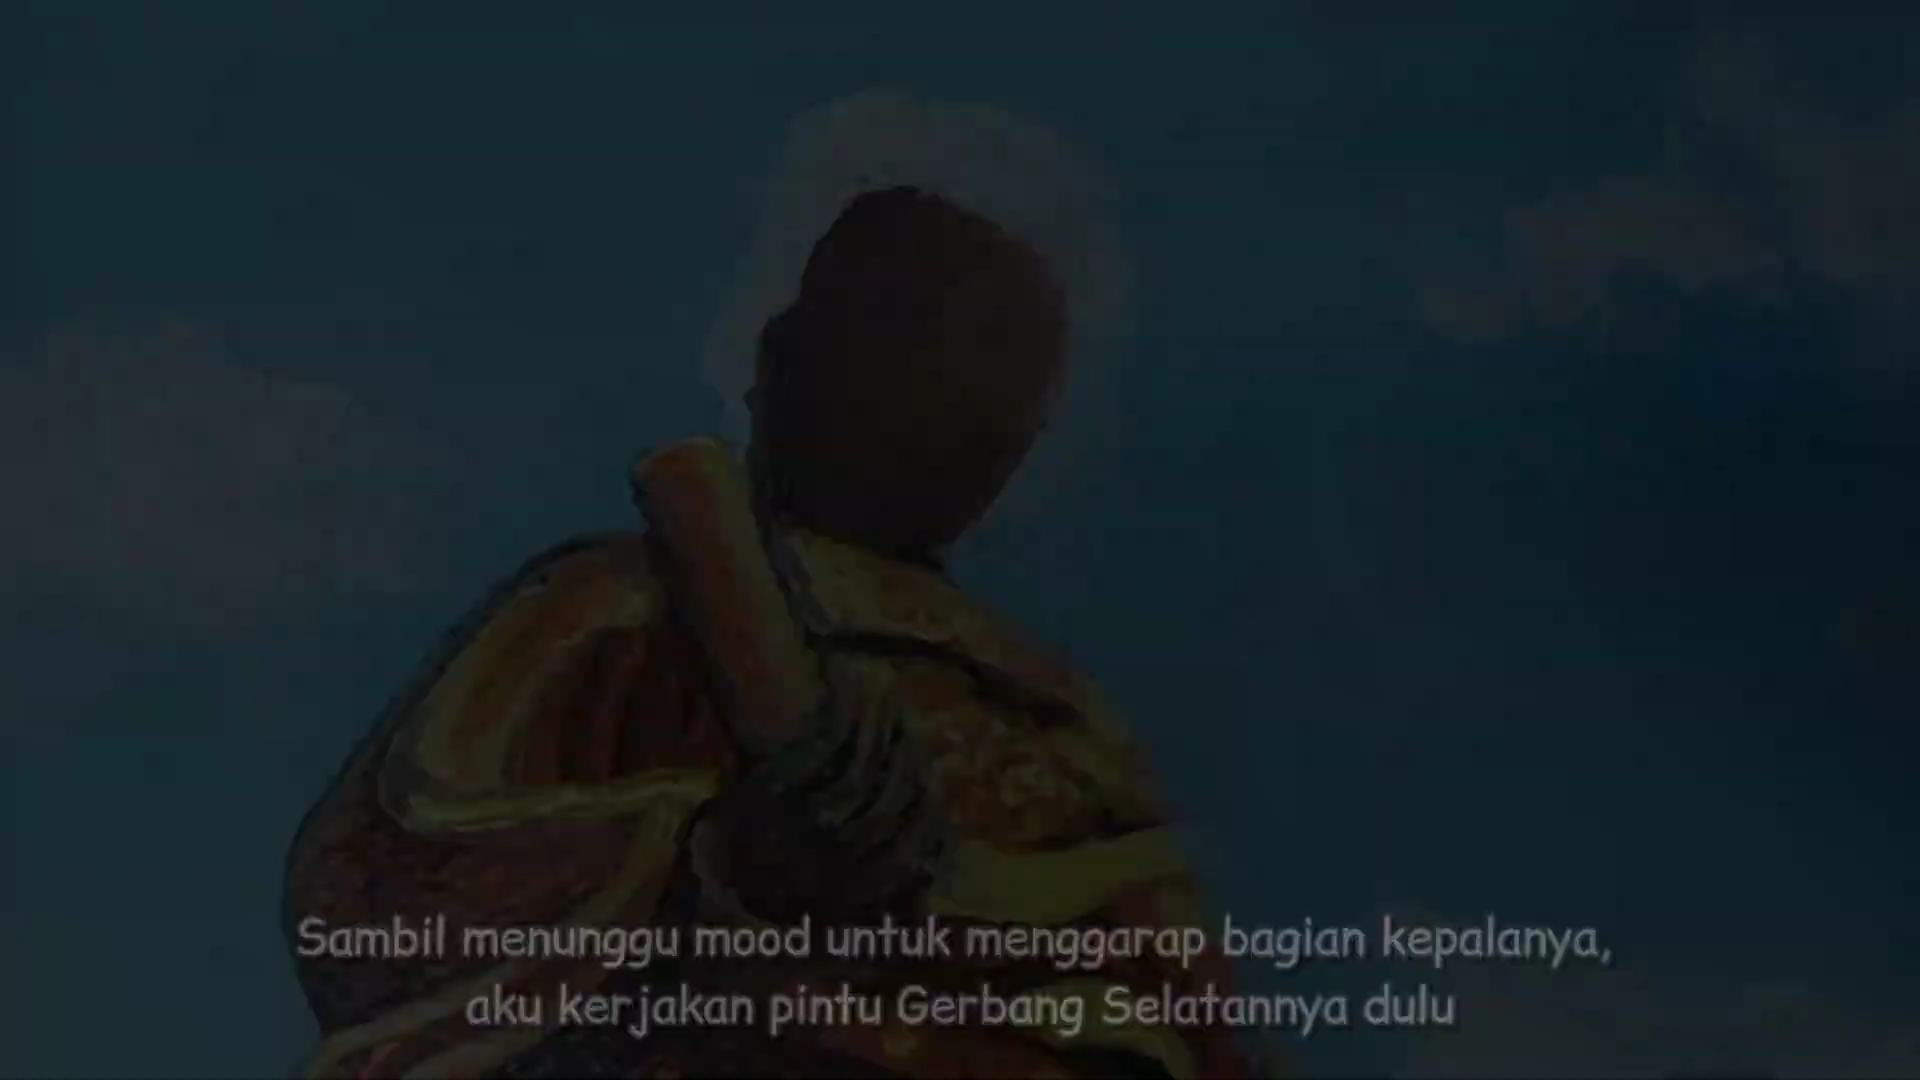 Sambil menunggu mood untuk menggarap bagian kepalanya,
aku kerjakan pintu Gerbang Selatannya dulu